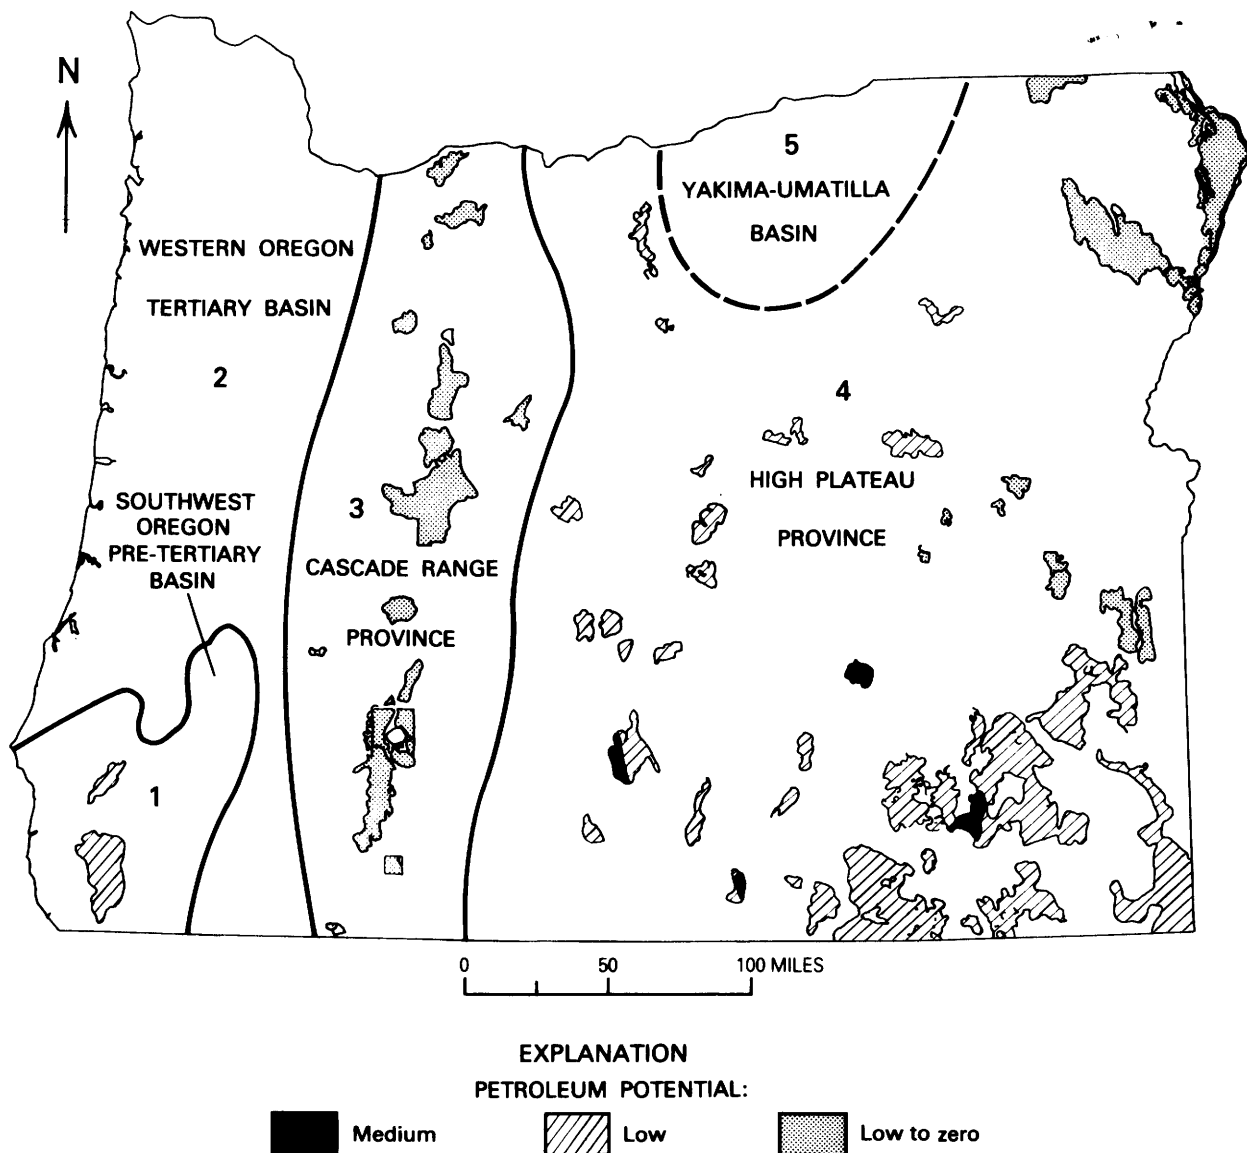 N
5
YAKIMA-UMATILLA
BASIN
WESTERN OREGON
TERTIARY BASIN
2
4
HIGH PLATEAU
PROVINCE
SOUTHWEST
OREGON
PRE-TERTIARY
BASIN
3
CASCADE RANGE
PROVINCE
1
0 50 100 MILES
EXPLANATION
PETROLEUM POTENTIAL:
Medium Low Low to zero